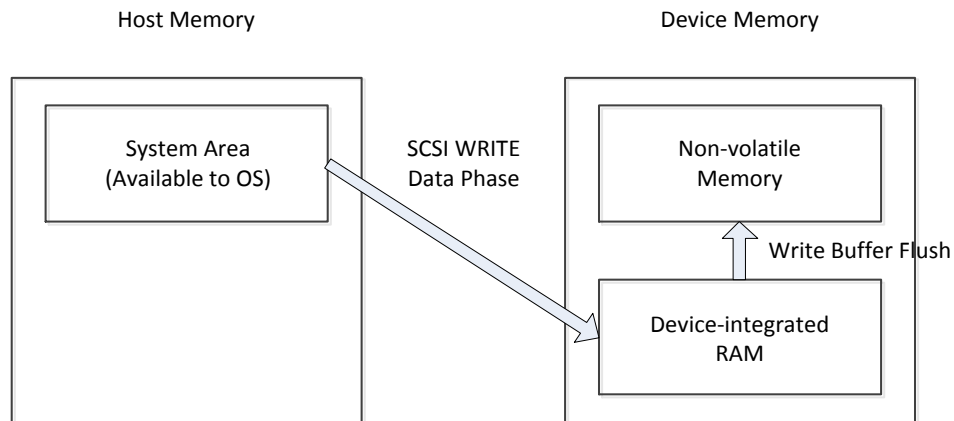 Host Memory
Device Memory
System Area
(Available to OS)
SCSI WRITE
Data Phase
Non-volatile
Memory
Write Buffer Flush
Device-integrated
RAM